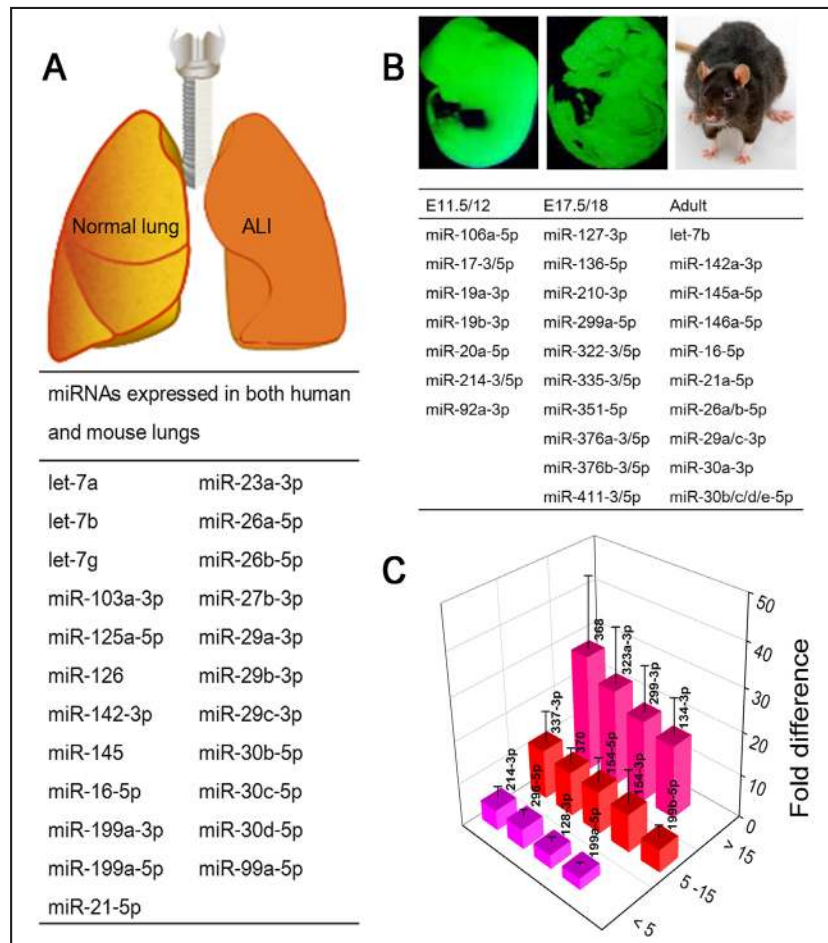 A
Normal lung
ALI
miRNAs expressed in both human
and mouse lungs
let-7a miR-23a-3p
let-7b miR-26a-5p
let-7g miR-26b-5p
miR-103a-3p miR-27b-3p
miR-125a-5p miR-29a-3p
miR-126 miR-29b-3p
miR-142-3p miR-29c-3p
miR-145 miR-30b-5p
miR-16-5p miR-30c-5p
miR-199a-3p miR-30d-5p
miR-199a-5p miR-99a-5p
miR-21-5p
B
E11.5/12 E17.5/18 Adult
miR-106a-5p miR-127-3p let-7b
miR-17-3/5p miR-136-5p miR-142a-3p
miR-19a-3p miR-210-3p miR-145a-5p
miR-19b-3p miR-299a-5p miR-146a-5p
miR-20a-5p miR-322-3/5p miR-16-5p
miR-214-3/5p miR-335-3/5p miR-21a-5p
miR-92a-3p miR-351-5p miR-26a/b-5p
miR-376a-3/5p miR-29a/c-3p
miR-376b-3/5p miR-30a-3p
miR-411-3/5p miR-30b/c/d/e-5p
C
368
323a-3p
299-3p
134-3p
337-3p
370
154-5p
154-3p
199b-5p
214-3p
296-5p
128-3p
199a-5p
50
40
30
20
10
0
Fold difference
> 15
5 -15
< 5